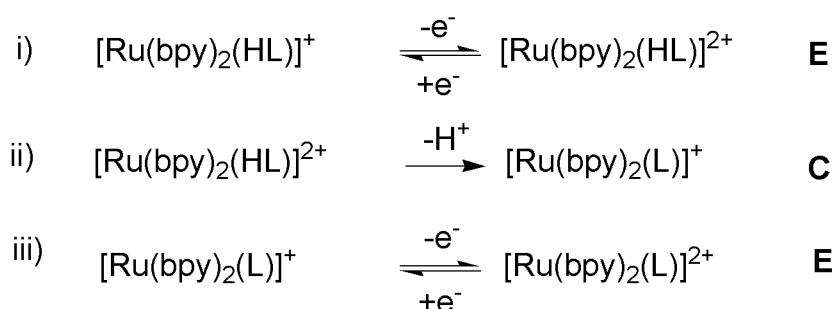 i) [Ru(bpy)₂(HL)]⁺ -e⁻ +e⁻ [Ru(bpy)₂(HL)]²⁺ E
ii) [Ru(bpy)₂(HL)]²⁺ -H⁺ [Ru(bpy)₂(L)]⁺ C
iii) [Ru(bpy)₂(L)]⁺ -e⁻ +e⁻ [Ru(bpy)₂(L)]²⁺ E